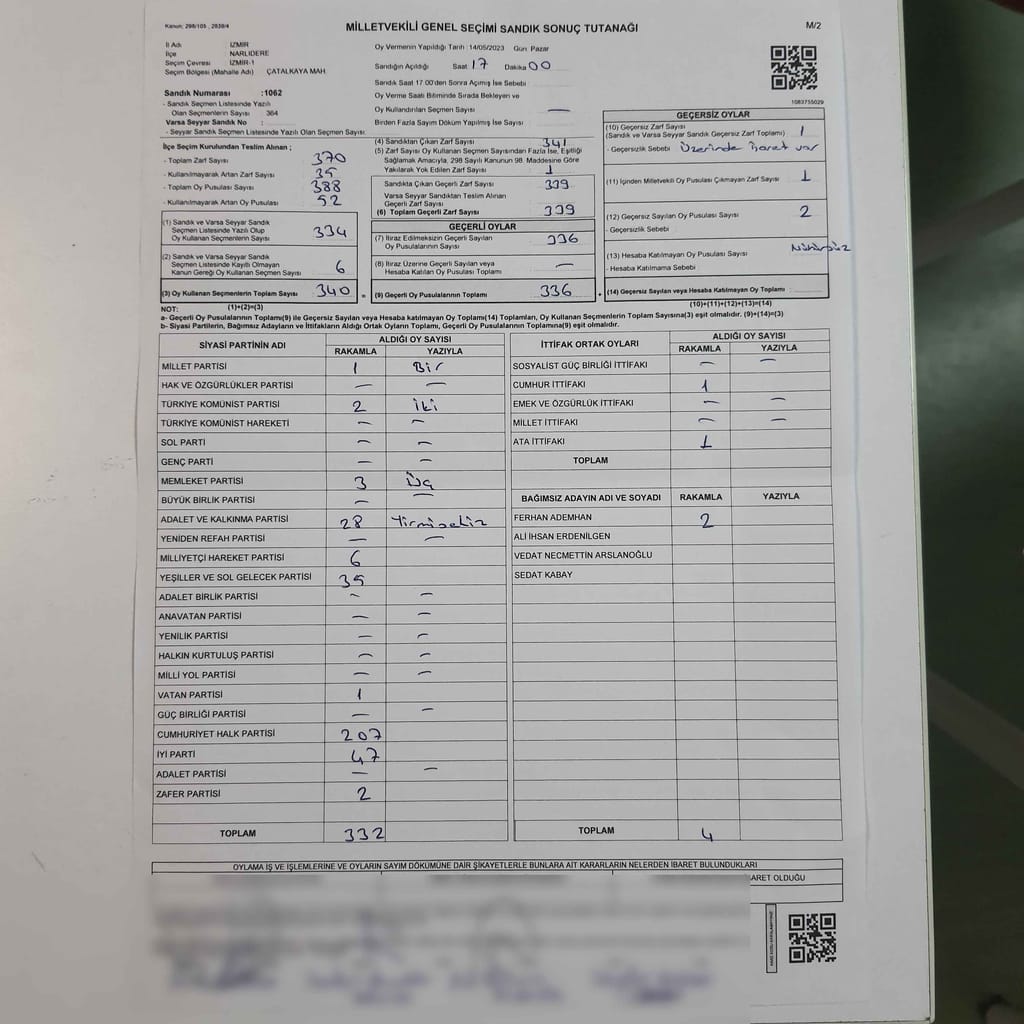 Kanun: 298/105 , 2839/4
MİLLETVEKİLİ GENEL SEÇİMİ SANDIK SONUÇ TUTANAĞI
M/2
İl Adı : İZMİR
İlçe NARLIDERE
Seçim Çevresi İZMİR-1
Seçim Bölgesi (Mahalle Adı) ÇATALKAYA MAH
Oy Vermenin Yapıldığı Tarih :14/05/2023 Gün: Pazar
Sandığın Açıldığı Saat 17 Dakika 00
Sandık Saat 17:00'den Sonra Açımış İse Sebebi
Oy Verme Saati Bitiminde Sırada Bekleyen ve
Oy Kullandırılan Seçmen Sayısı —
Birden Fazla Sayım Döküm Yapılmış İse Sayısı :
1083755029
Sandık Numarası :1062
- Sandık Seçmen Listesinde Yazılı
Olan Seçmenlerin Sayısı 364
Varsa Seyyar Sandık No :
- Seyyar Sandık Seçmen Listesinde Yazılı Olan Seçmen Sayısı:
İlçe Seçim Kurulundan Teslim Alınan ;
- Toplam Zarf Sayısı 370
- Kullanılmayarak Artan Zarf Sayısı 35
- Toplam Oy Pusulası Sayısı 388
- Kullanılmayarak Artan Oy Pusulası 52
(1) Sandık ve Varsa Seyyar Sandık
Seçmen Listesinde Yazılı Olup
Oy Kullanan Seçmenlerin Sayısı 334
(2) Sandık ve Varsa Seyyar Sandık
Seçmen Listesinde Kayıtlı Olmayan
Kanun Gereği Oy Kullanan Seçmen Sayısı 6
(3) Oy Kullanan Seçmenlerin Toplam Sayısı 340 =
(4) Sandıktan Çıkan Zarf Sayısı 341
(5) Zarf Sayısı Oy Kullanan Seçmen Sayısından Fazla İse, Eşitliği
Sağlamak Amacıyla, 298 Sayılı Kanunun 98. Maddesine Göre
Yakılarak Yok Edilen Zarf Sayısı 1
Sandıkta Çıkan Geçerli Zarf Sayısı 339
Varsa Seyyar Sandıktan Teslim Alınan
Geçerli Zarf Sayısı
(6) Toplam Geçerli Zarf Sayısı 339
GEÇERLİ OYLAR
(7) İtiraz Edilmeksizin Geçerli Sayılan
Oy Pusulalarının Sayısı 336
(8) İtiraz Üzerine Geçerli Sayılan veya
Hesaba Katılan Oy Pusulası Toplamı —
(9) Geçerli Oy Pusulalarının Toplamı 336 +
GEÇERSİZ OYLAR
(10) Geçersiz Zarf Sayısı
(Sandık ve Varsa Seyyar Sandık Geçersiz Zarf Toplamı) 1
- Geçersizlik Sebebi Üzerinde İşaret var
(11) İçinden Milletvekili Oy Pusulası Çıkmayan Zarf Sayısı 1
(12) Geçersiz Sayılan Oy Pusulası Sayısı 2
- Geçersizlik Sebebi
Mühürsüz
(13) Hesaba Katılmayan Oy Pusulası Sayısı
- Hesaba Katılmama Sebebi
(14) Geçersiz Sayılan veya Hesaba Katılmayan Oy Toplamı
NOT: (1)+(2)=(3) (10)+(11)+(12)+(13)=(14)
a- Geçerli Oy Pusulalarının Toplamı(9) ile Geçersiz Sayılan veya Hesaba katılmayan Oy Toplamı(14) Toplamları, Oy Kullanan Seçmenlerin Toplam Sayısına(3) eşit olmalıdır. (9)+(14)=(3)
b- Siyasi Partilerin, Bağımsız Adayların ve İttifakların Aldığı Ortak Oyların Toplamı, Geçerli Oy Pusulalarının Toplamına(9) eşit olmalıdır.
SİYASİ PARTİNİN ADI ALDIĞI OY SAYISI
RAKAMLA YAZIYLA
MİLLET PARTİSİ 1 Bir
HAK VE ÖZGÜRLÜKLER PARTİSİ — —
TÜRKİYE KOMÜNİST PARTİSİ 2 iki
TÜRKİYE KOMÜNİST HAREKETİ — —
SOL PARTİ — —
GENÇ PARTİ — —
MEMLEKET PARTİSİ 3 Üç
BÜYÜK BİRLİK PARTİSİ — —
ADALET VE KALKINMA PARTİSİ 28 Yirmisekiz
YENİDEN REFAH PARTİSİ — —
MİLLİYETÇİ HAREKET PARTİSİ 6
YEŞİLLER VE SOL GELECEK PARTİSİ 35
ADALET BİRLİK PARTİSİ — —
ANAVATAN PARTİSİ — —
YENİLİK PARTİSİ — —
HALKIN KURTULUŞ PARTİSİ — —
MİLLİ YOL PARTİSİ — —
VATAN PARTİSİ 1
GÜÇ BİRLİĞİ PARTİSİ — —
CUMHURİYET HALK PARTİSİ 207
İYİ PARTİ 47
ADALET PARTİSİ — —
ZAFER PARTİSİ 2
TOPLAM 332
İTTİFAK ORTAK OYLARI ALDIĞI OY SAYISI
RAKAMLA YAZIYLA
SOSYALİST GÜÇ BİRLİĞİ İTTİFAKI — —
CUMHUR İTTİFAKI 1
EMEK VE ÖZGÜRLÜK İTTİFAKI — —
MİLLET İTTİFAKI — —
ATA İTTİFAKI 1
TOPLAM
BAĞIMSIZ ADAYIN ADI VE SOYADI RAKAMLA YAZIYLA
FERHAN ADEMHAN 2
ALİ İHSAN ERDENİLGEN
VEDAT NECMETTİN ARSLANOĞLU
SEDAT KABAY
TOPLAM 4
OYLAMA İŞ VE İŞLEMLERİNE VE OYLARIN SAYIM DÖKÜMÜNE DAİR ŞİKAYETLERLE BUNLARA AİT KARARLARIN NELERDEN İBARET BULUNDUKLARI
BARET OLDUĞU